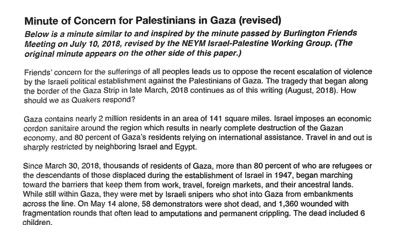 Minute of Concern for Palestinians in Gaza (revised)
Below is a minute similar to and inspired by the minute passed by Burlington Friends
Meeting on July 10, 2018, revised by the NEYM Israel-Palestine Working Group. (The
original minute appears on the other side of this paper.)
Friends' concern for the sufferings of all peoples leads us to oppose the recent escalation of violence
by the Israeli political establishment against the Palestinians of Gaza. The tragedy that began along
the border of the Gaza Strip in late March, 2018 continues as of this writing (August, 2018). How
should we as Quakers respond?
Gaza contains nearly 2 million residents in an area of 141 square miles. Israel imposes an economic
cordon sanitaire around the region which results in nearly complete destruction of the Gazan
economy, and 80 percent of Gaza's residents relying on international assistance. Travel in and out is
sharply restricted by neighboring Israel and Egypt.
Since March 30, 2018, thousands of residents of Gaza, more than 80 percent of who are refugees or
the descendants of those displaced during the establishment of Israel in 1947, began marching
toward the barriers that keep them from work, travel, foreign markets, and their ancestral lands.
While still within Gaza, they were met by Israeli snipers who shot into Gaza from embankments
across the line. On May 14 alone, 58 demonstrators were shot dead, and 1,360 wounded with
fragmentation rounds that often lead to amputations and permanent crippling. The dead included 6
children.